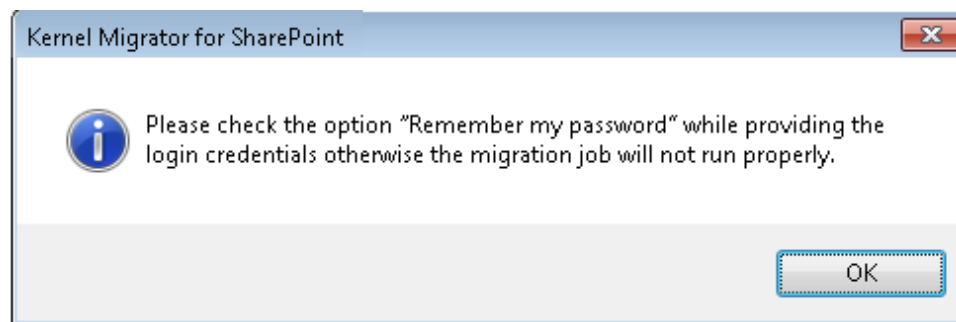 Kernel Migrator for SharePoint
Please check the option "Remember my password" while providing the
login credentials otherwise the migration job will not run properly.
OK